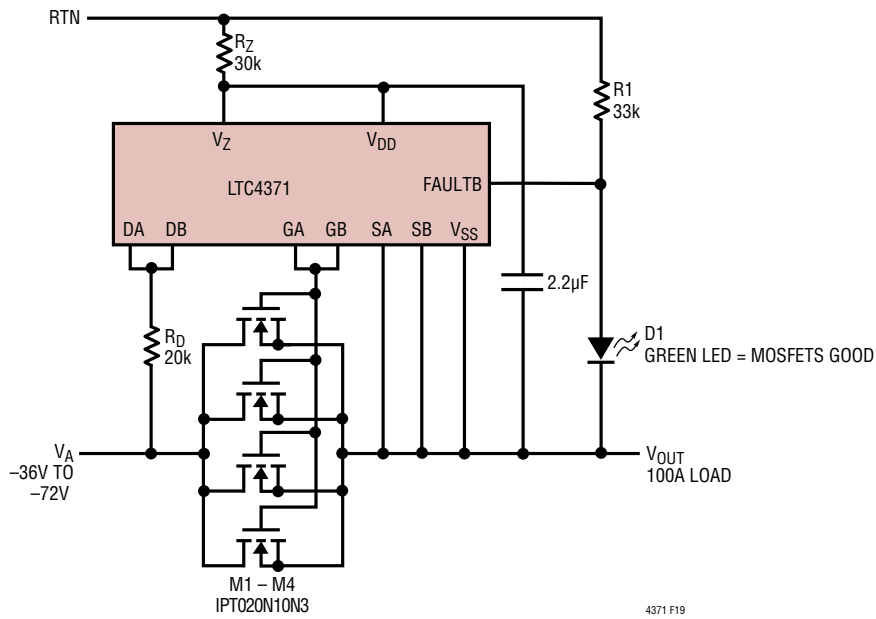 RTN
RZ
30k
R1
33k
VZ
VDD
LTC4371
FAULTB
DA
DB
GA
GB
SA
SB
VSS
2.2µF
RD
20k
D1
GREEN LED = MOSFETS GOOD
VA
–36V TO
–72V
VOUT
100A LOAD
M1 – M4
IPT020N10N3
4371 F19